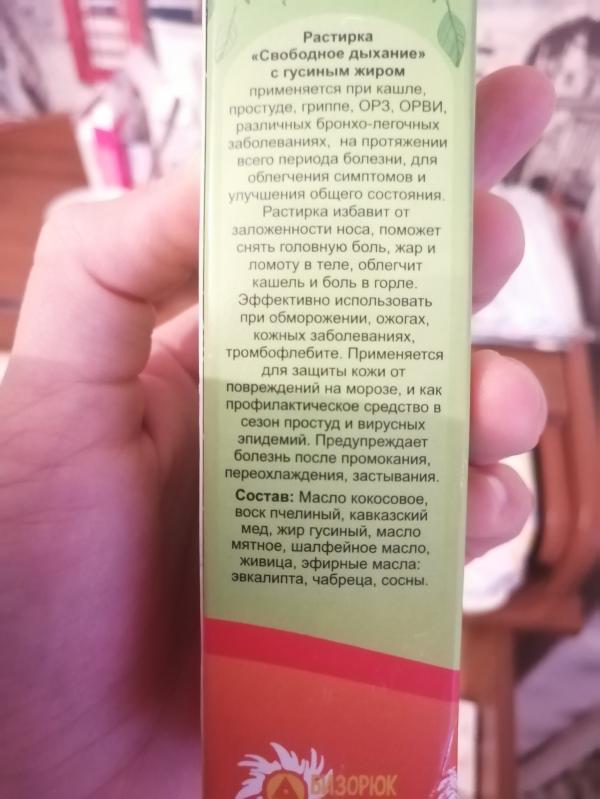 Растирка
«Свободное дыхание»
с гусиным жиром
применяется при кашле,
простуде, гриппе, ОРЗ, ОРВИ,
различных бронхо-легочных
заболеваниях, на протяжении
всего периода болезни, для
облегчения симптомов и
улучшения общего состояния.
Растирка избавит от
заложенности носа, поможет
снять головную боль, жар и
ломоту в теле, облегчит
кашель и боль в горле.
Эффективно использовать
при обморожении, ожогах,
кожных заболеваниях,
тромбофлебите. Применяется
для защиты кожи от
повреждений на морозе, и как
профилактическое средство в
сезон простуд и вирусных
эпидемий. Предупреждает
болезнь после промокания,
переохлаждения, застывания.
Состав: Масло кокосовое,
воск пчелиный, кавказский
мед, жир гусиный, масло
мятное, шалфейное масло,
живица, эфирные масла:
эвкалипта, чабреца, сосны.
БИЗОРЮК